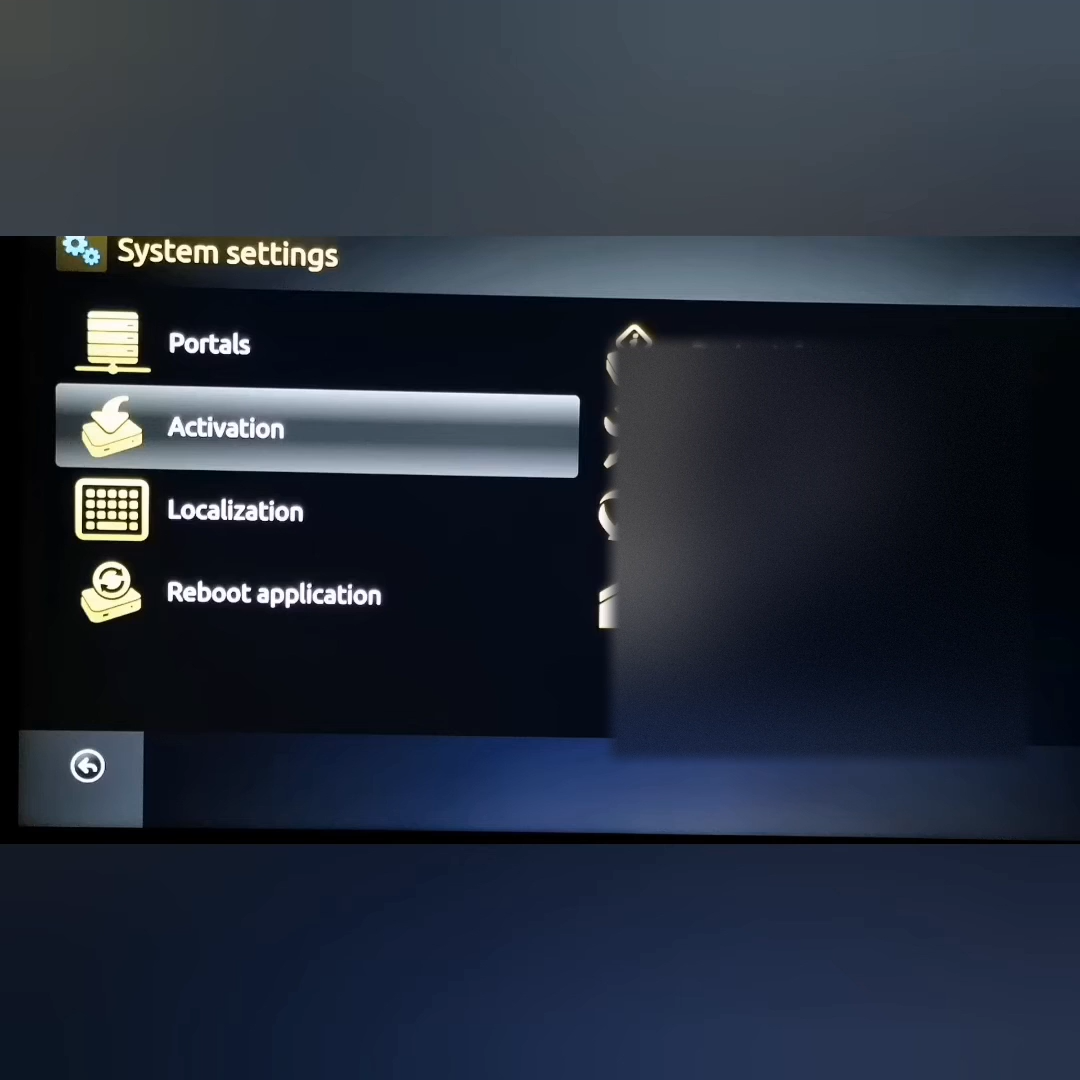 System settings
Portals
Activation
Localization
Reboot application